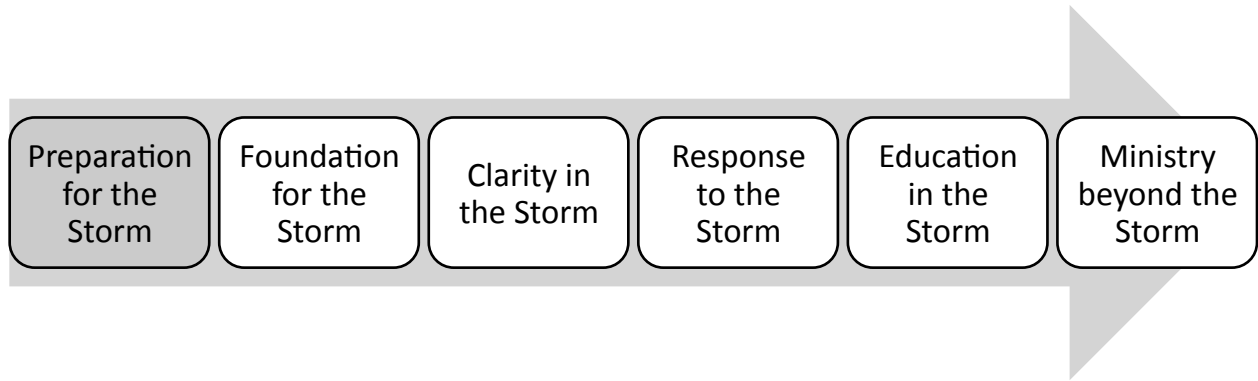 Preparation
for the
Storm
Foundation
for the
Storm
Clarity in
the Storm
Response
to the
Storm
Education
in the
Storm
Ministry
beyond the
Storm